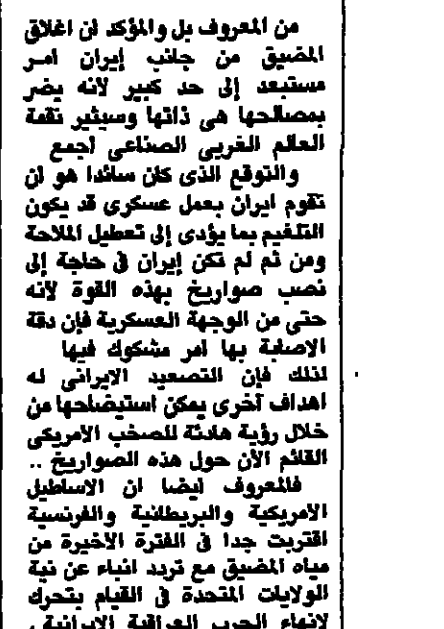 من المعروف بل والمؤكد ان اغلاق
المضيق من جانب إيران امر
مستبعد إلى حد كبير لانه يضر
بمصالحها هى ذاتها وسيثير نقمة
العالم الغربى الصناعى اجمع
والتوقع الذى كان سائدا هو ان
تقوم ايران بعمل عسكرى قد يكون
التلغيم بما يؤدى إلى تعطيل الملاحة
ومن ثم لم تكن إيران فى حاجة إلى
نصب صواريخ بهذه القوة لانه
حتى من الوجهة العسكرية فإن دقة
الاصابة بها امر مشكوك فيها
لذلك فإن التصعيد الايرانى له
اهداف آخرى يمكن استيضاحها من
خلال رؤية هادئة للصخب الامريكى
القائم الآن حول هذه الصواريخ ..
فالمعروف ايضا ان الاساطيل
الامريكية والبريطانية والفرنسية
اقتربت جدا فى الفترة الاخيرة من
مياه المضيق مع تردد انباء عن نية
الولايات المتحدة فى القيام بتحرك
لإنهاء الحرب العراقية الايرانية .